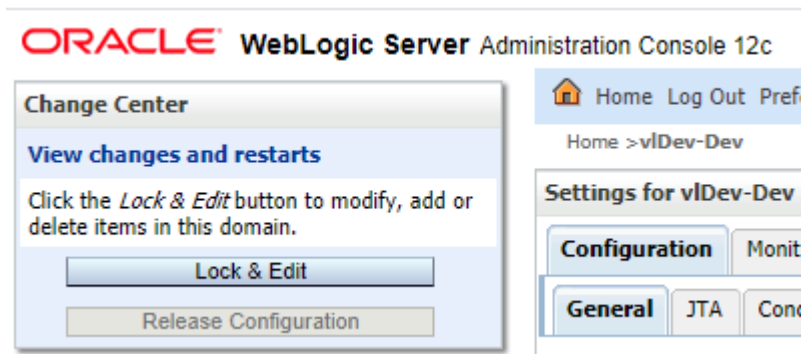 ORACLE WebLogic Server Administration Console 12c
Change Center
View changes and restarts
Click the Lock & Edit button to modify, add or
delete items in this domain.
Lock & Edit
Release Configuration
Home Log Out
Home >vlDev-Dev
Settings for vlDev-Dev
Configuration
General JTA